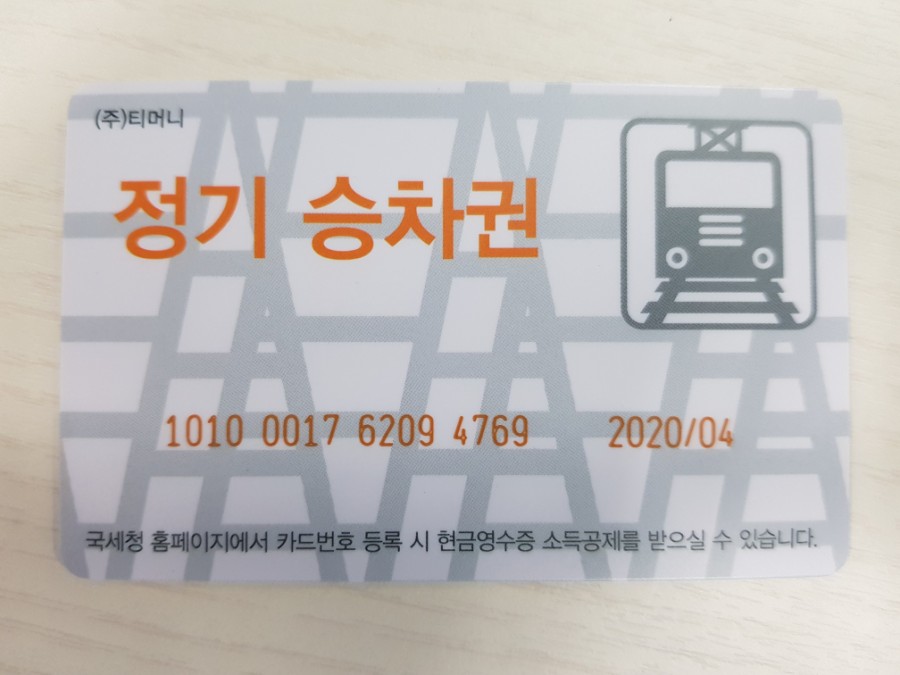 (주)티머니
정기 승차권
1010 0017 6209 4769 2020/04
국세청 홈페이지에서 카드번호 등록 시 현금영수증 소득공제를 받으실 수 있습니다.